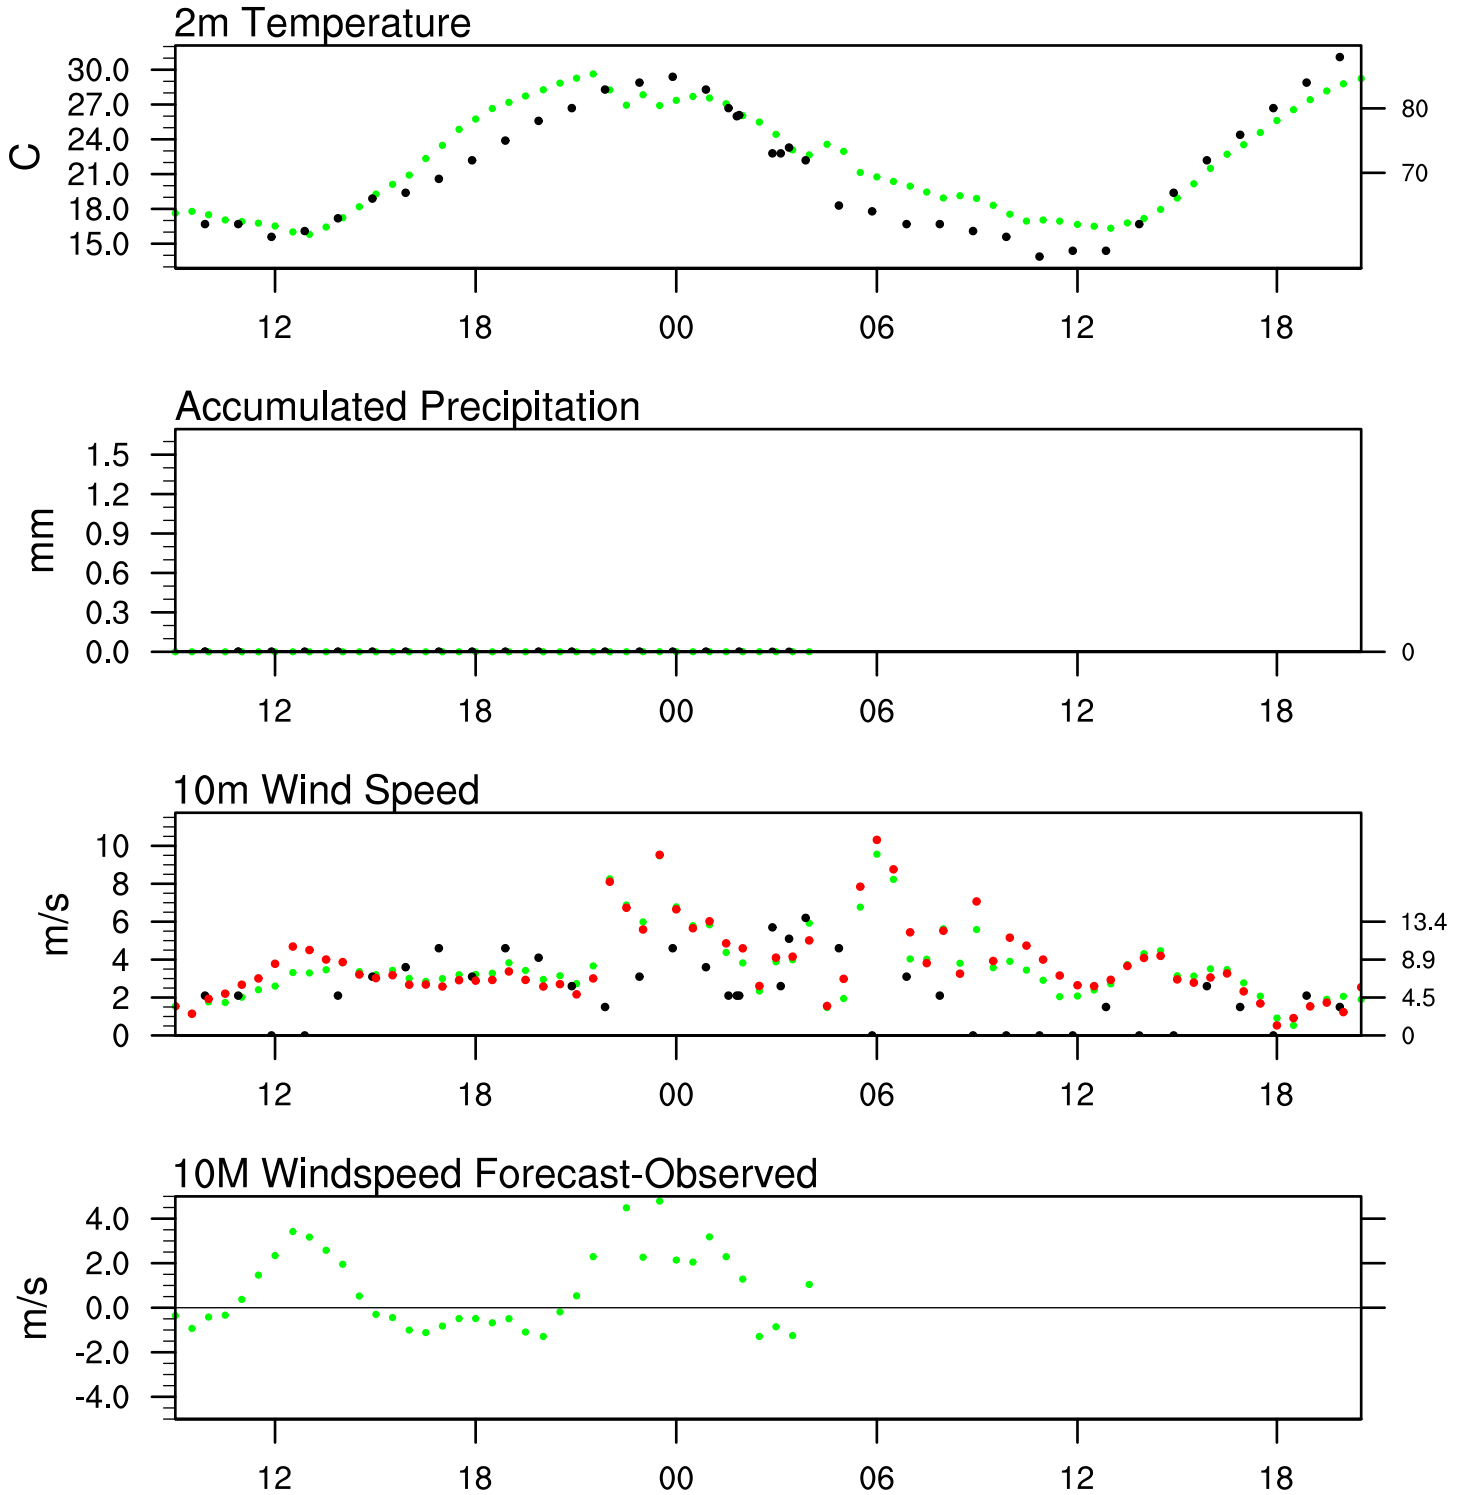 2m Temperature
30.0
27.0
24.0
21.0
18.0
15.0
C
80
70
12 18 00 06 12 18
Accumulated Precipitation
1.5
1.2
0.9
0.6
0.3
0.0
mm
0
12 18 00 06 12 18
10m Wind Speed
10
8
6
4
2
0
m/s
13.4
8.9
4.5
0
12 18 00 06 12 18
10M Windspeed Forecast-Observed
4.0
2.0
0.0
-2.0
-4.0
m/s
12 18 00 06 12 18